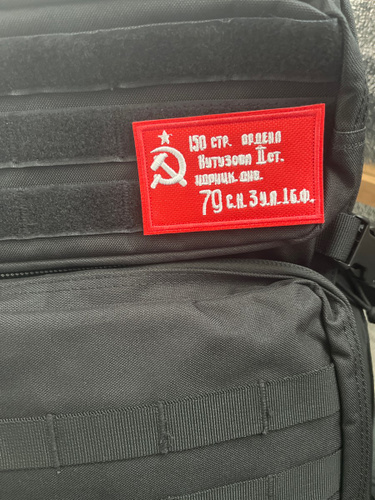 150 стр. ордена
Кутузова II ст.
идрицк. див.
79 С.К. 3 У.А. 1 Б.Ф.